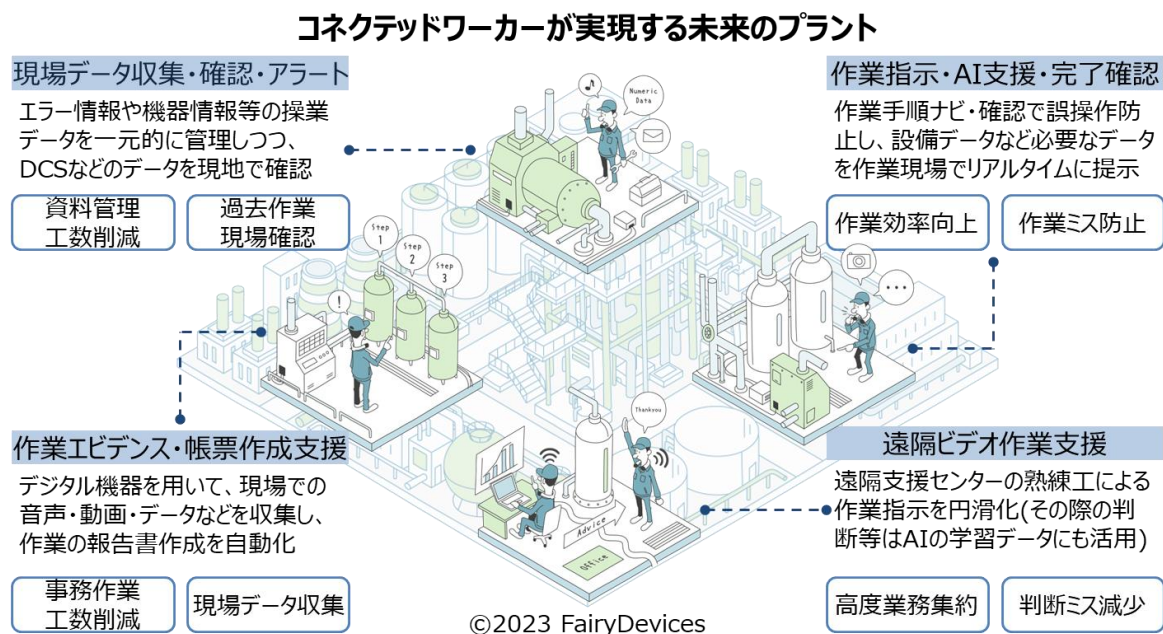 コネクテッドワーカーが実現する未来のプラント
現場データ収集・確認・アラート
エラー情報や機器情報等の操業
データを一元的に管理しつつ、
DCSなどのデータを現地で確認
資料管理
工数削減
過去作業
現場確認
作業指示・AI支援・完了確認
作業手順ナビ・確認で誤操作防
止し、設備データなど必要なデータ
を作業現場でリアルタイムに提示
作業効率向上
作業ミス防止
Numeric
Data
Step
1
Step
2
Step
3
!
...
Thankyou
Advice
Office
作業エビデンス・帳票作成支援
デジタル機器を用いて、現場での
音声・動画・データなどを収集し、
作業の報告書作成を自動化
事務作業
工数削減
現場データ収集
遠隔ビデオ作業支援
遠隔支援センターの熟練工による
作業指示を円滑化(その際の判
断等はAIの学習データにも活用)
高度業務集約
判断ミス減少
©2023 FairyDevices